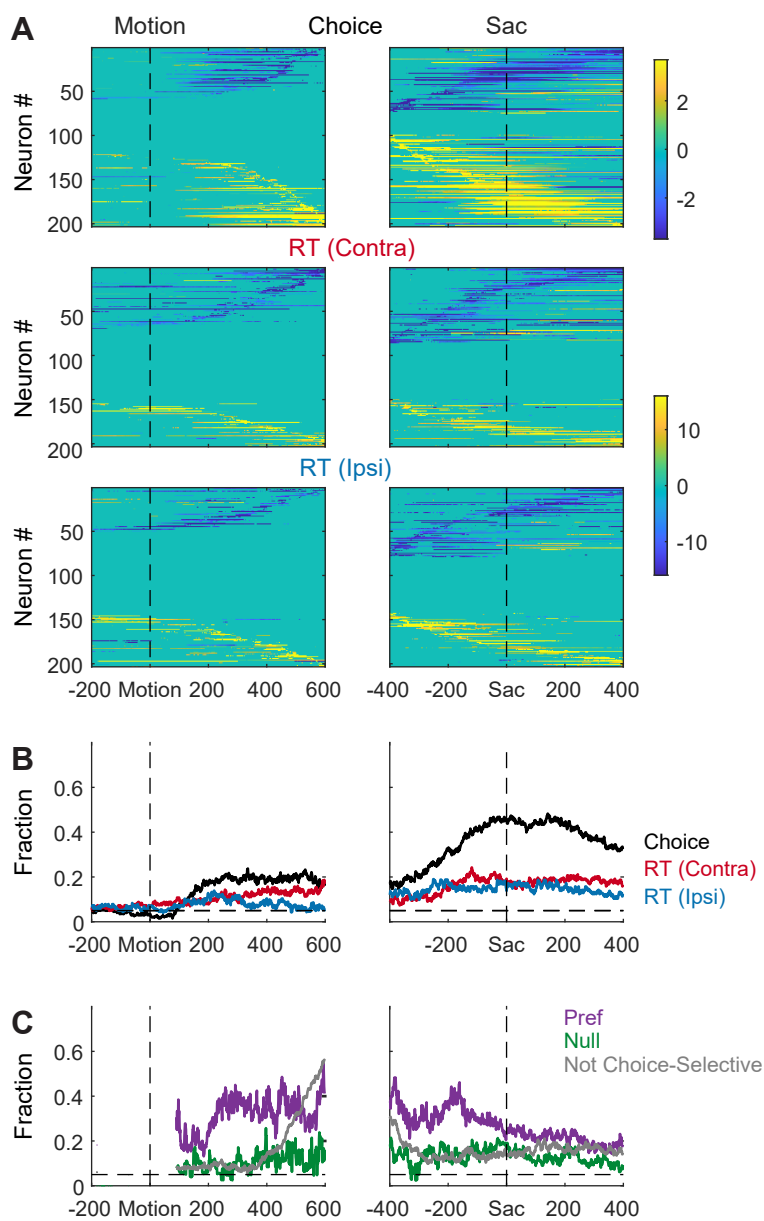 A
Motion Choice Sac
Neuron #
50
100
150
200
2
0
-2
RT (Contra)
Neuron #
50
100
150
200
10
0
-10
RT (Ipsi)
Neuron #
50
100
150
200
-200 Motion 200 400 600
-400 -200 Sac 200 400
B
Fraction
0.6
0.4
0.2
0
-200 Motion 200 400 600
-200 Sac 200 400
Choice
RT (Contra)
RT (Ipsi)
C
Fraction
0.6
0.4
0.2
0
-200 Motion 200 400 600
-400 -200 Sac 200 400
Pref
Null
Not Choice-Selective